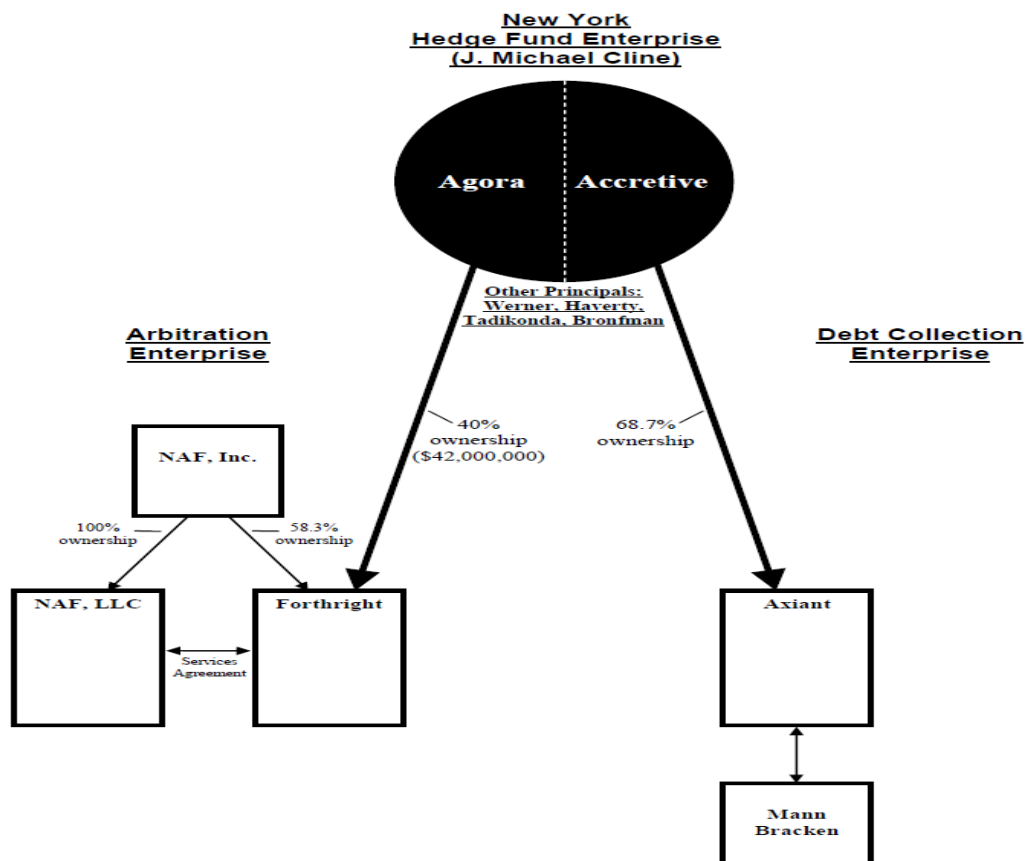 New York
Hedge Fund Enterprise
(J. Michael Cline)
Agora
Accretive
Other Principals:
Werner, Haverty,
Tadikonda, Bronfman
Arbitration
Enterprise
Debt Collection
Enterprise
40%
ownership
($42,000,000)
68.7%
ownership
NAF, Inc.
100%
ownership
58.3%
ownership
NAF, LLC
Forthright
Services
Agreement
Axiant
Mann
Bracken